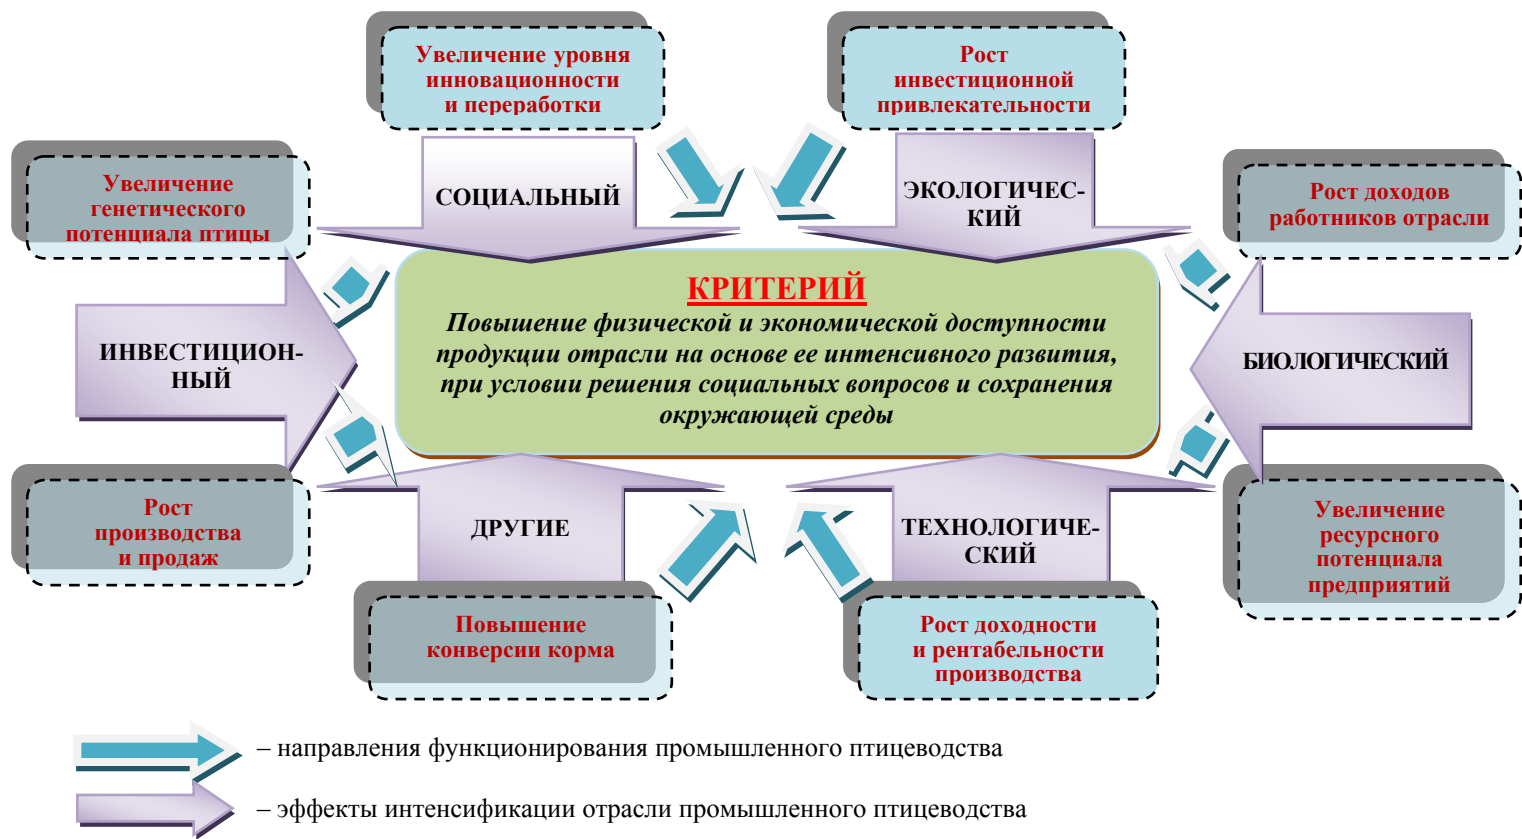 Увеличение уровня
инновационности
и переработки
Рост
инвестиционной
привлекательности
Увеличение
генетического
потенциала птицы
СОЦИАЛЬНЫЙ
ЭКОЛОГИЧЕС-
КИЙ
Рост доходов
работников отрасли
КРИТЕРИЙ
Повышение физической и экономической доступности
продукции отрасли на основе ее интенсивного развития,
при условии решения социальных вопросов и сохранения
окружающей среды
ИНВЕСТИЦИОН-
НЫЙ
БИОЛОГИЧЕСКИЙ
Рост
производства
и продаж
ДРУГИЕ
ТЕХНОЛОГИЧЕ-
СКИЙ
Увеличение
ресурсного
потенциала
предприятий
Повышение
конверсии корма
Рост доходности
и рентабельности
производства
– направления функционирования промышленного птицеводства
– эффекты интенсификации отрасли промышленного птицеводства